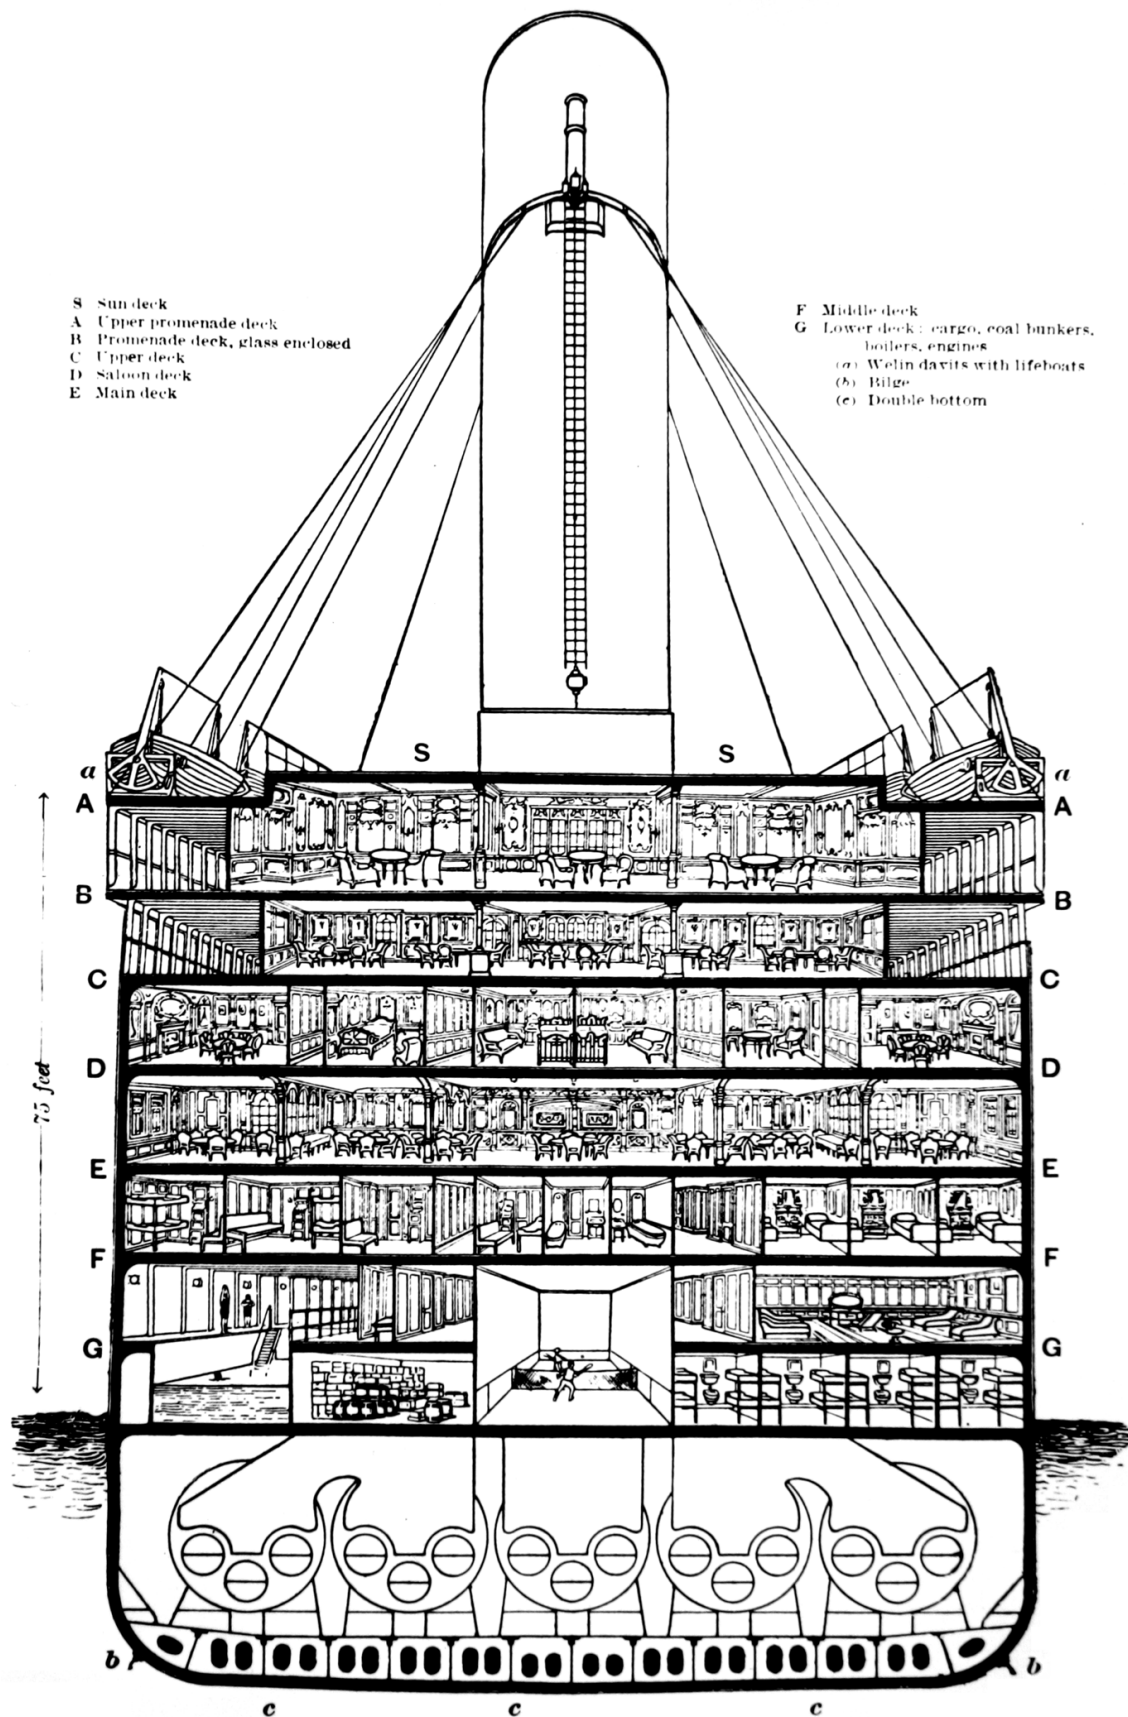 S Sun deck
A Upper promenade deck
B Promenade deck, glass enclosed
C Upper deck
D Saloon deck
E Main deck
F Middle deck
G Lower deck: cargo, coal bunkers,
boilers, engines
(a) Welin davits with lifeboats
(b) Bilge
(c) Double bottom
S S
a a
A A
B B
C C
D D
75 feet
E E
F F
G G
b b
c c c